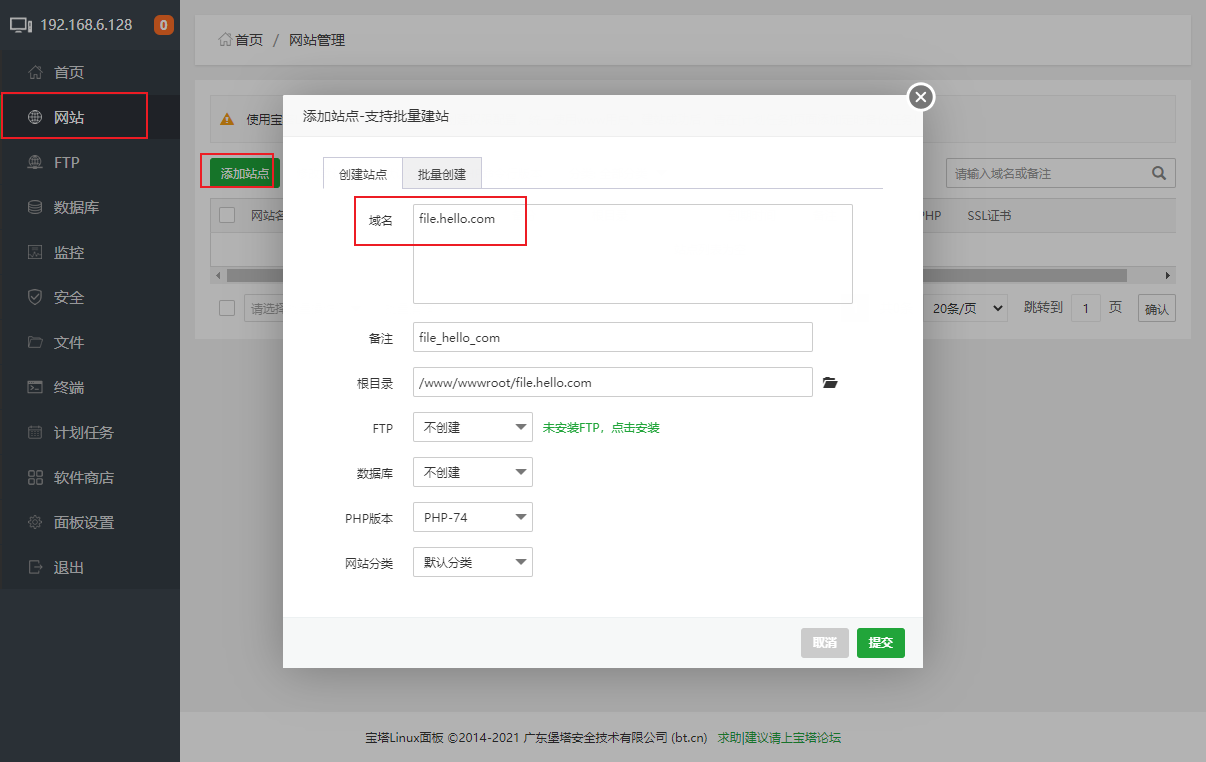 192.168.6.128
0
首页
网站
FTP
数据库
监控
安全
文件
终端
计划任务
软件商店
面板设置
退出
首页 / 网站管理
使用宝
添加站点
请输入域名或备注
网站名
PHP SSL证书
请选择
20条/页 跳转到 1 页 确认
添加站点-支持批量建站
创建站点 批量创建
域名 file.hello.com
备注 file_hello_com
根目录 /www/wwwroot/file.hello.com
FTP 不创建 未安装FTP，点击安装
数据库 不创建
PHP版本 PHP-74
网站分类 默认分类
取消 提交
宝塔Linux面板 ©2014-2021 广东堡塔安全技术有限公司 (bt.cn) 求助|建议请上宝塔论坛